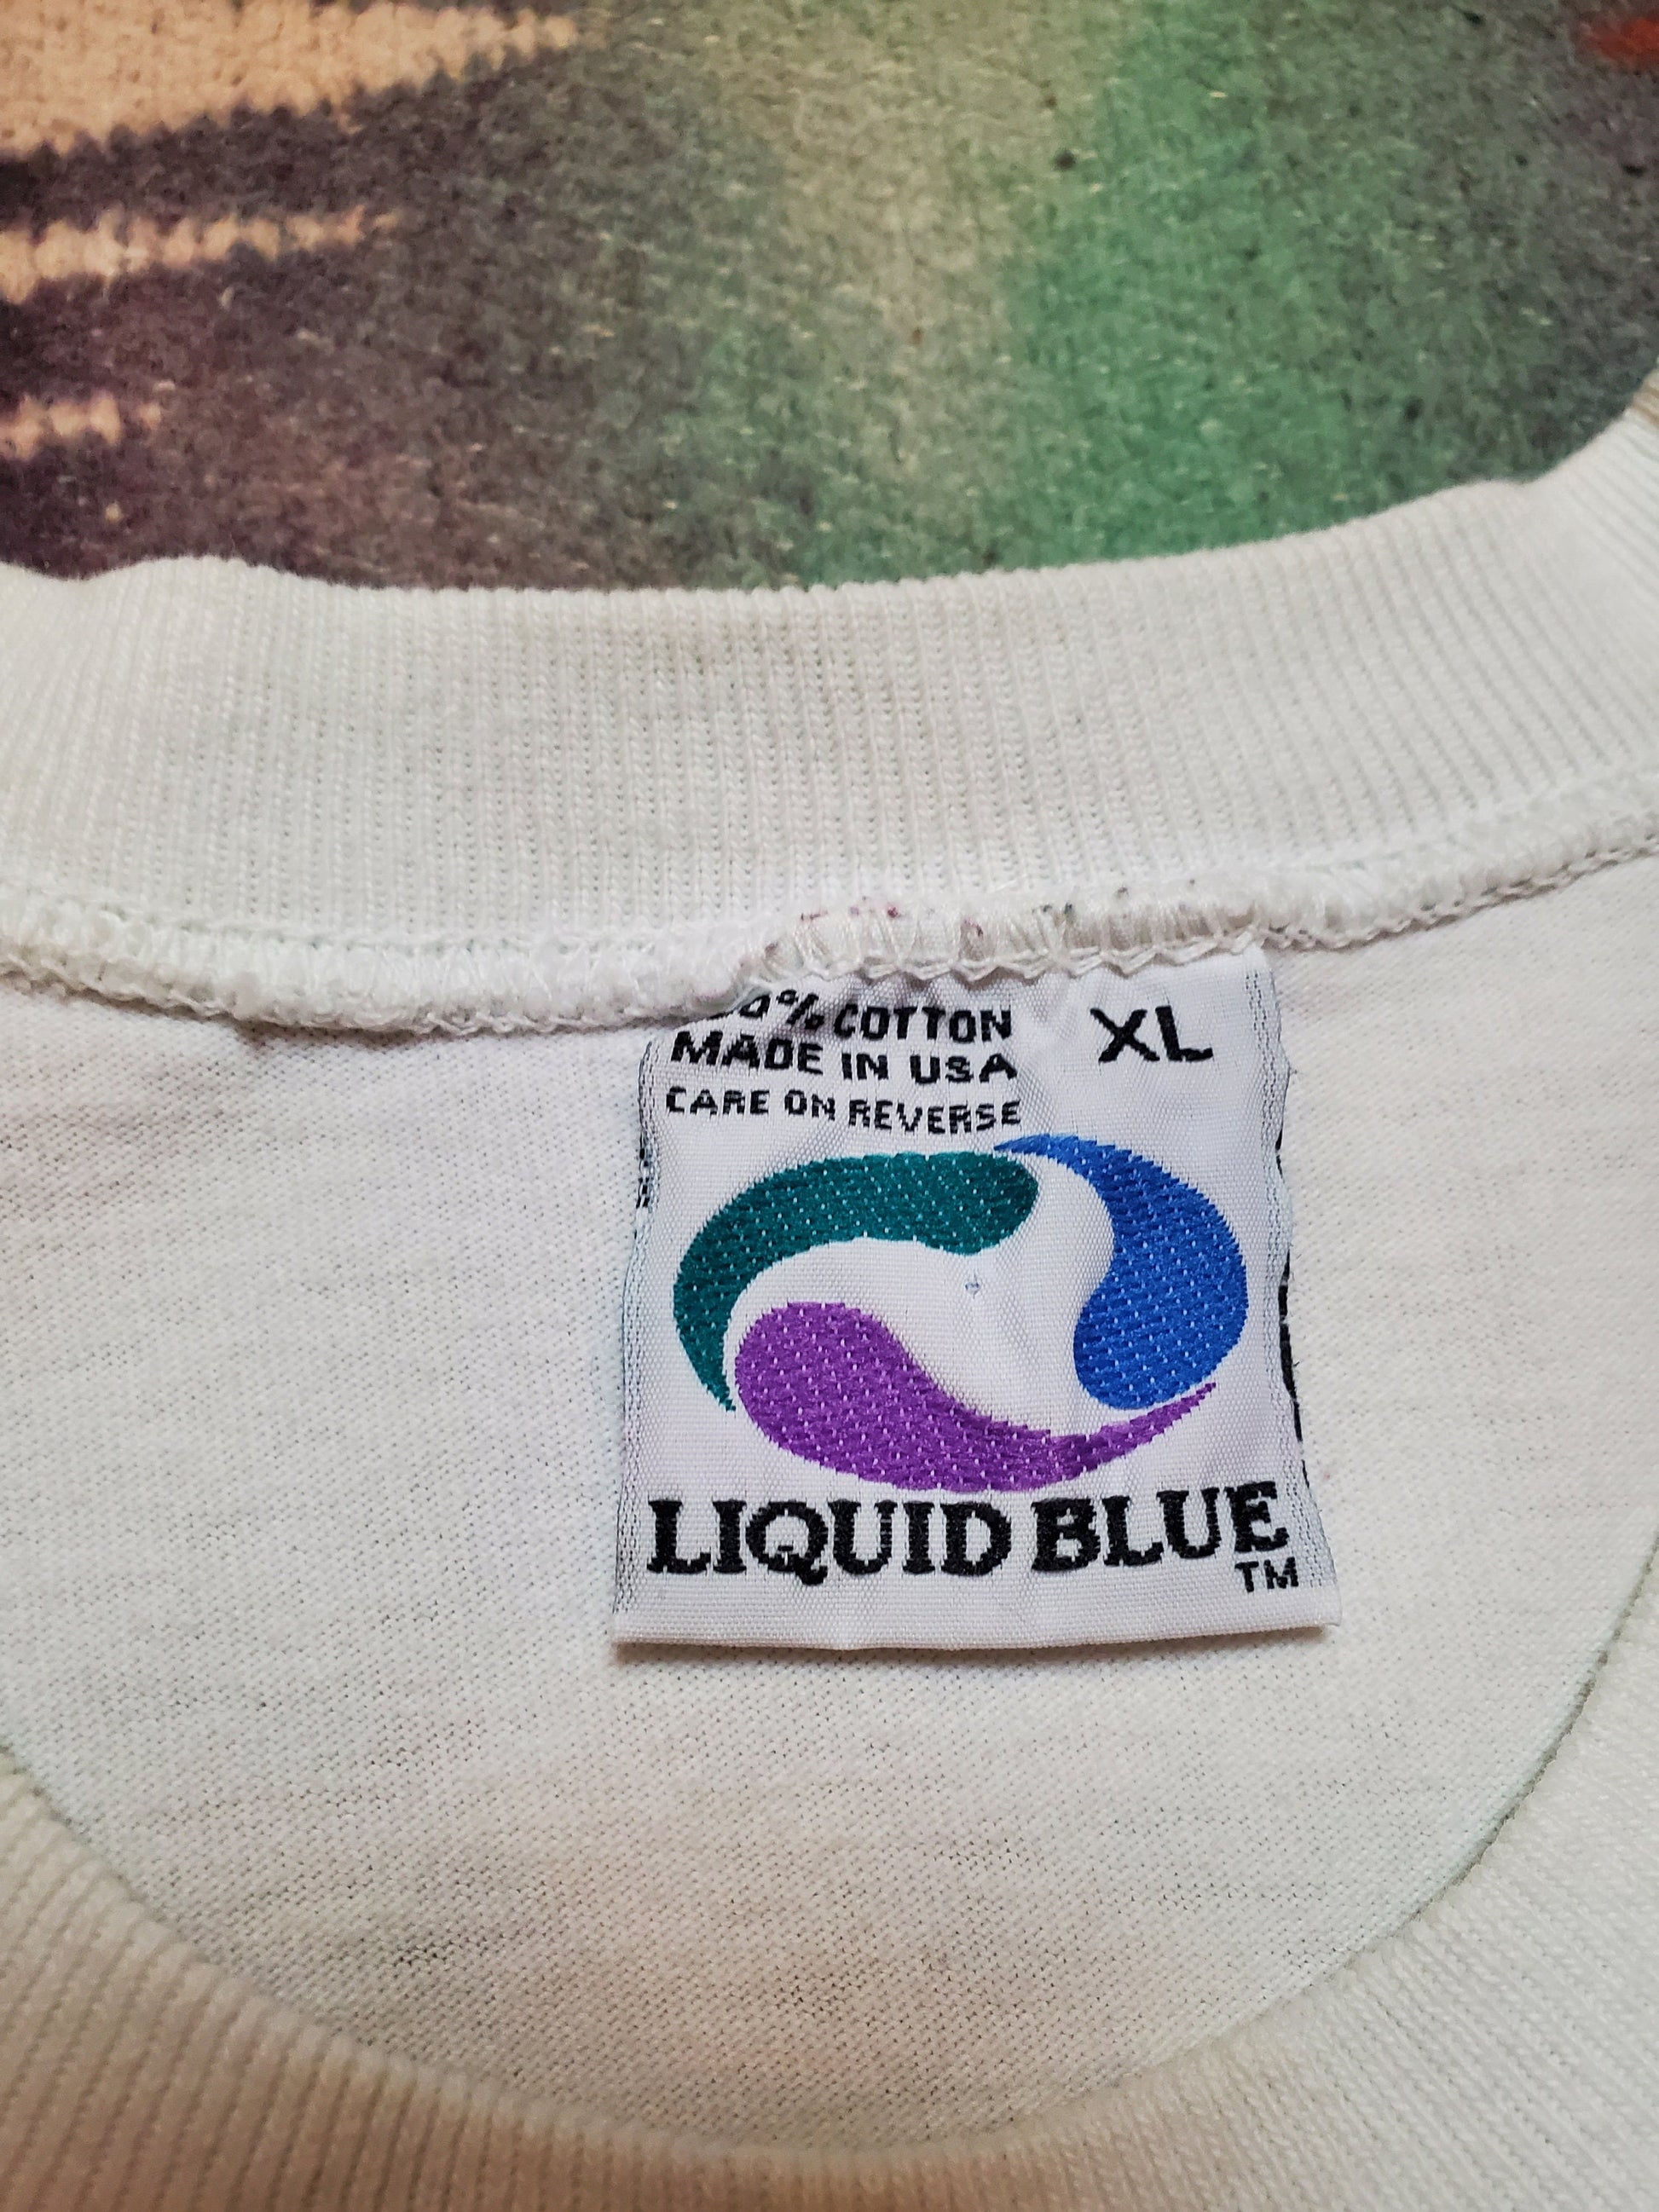 % COTTON XL
MADE IN USA
CARE ON REVERSE
LIQUID BLUE
TM